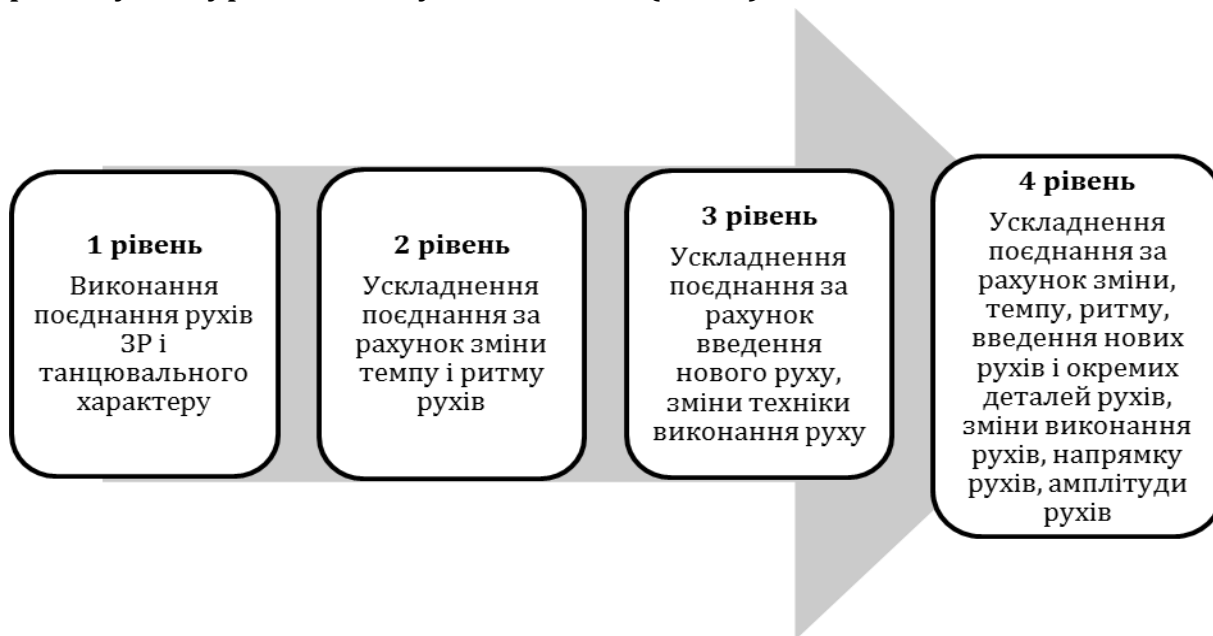 1 рівень
Виконання
поєднання рухів
ЗР і
танцювального
характеру
2 рівень
Ускладнення
поєднання за
рахунок зміни
темпу і ритму
рухів
3 рівень
Ускладнення
поєднання за
рахунок
введення
нового руху,
зміни техніки
виконання руху
4 рівень
Ускладнення
поєднання за
рахунок зміни,
темпу, ритму,
введення нових
рухів і окремих
деталей рухів,
зміни виконання
рухів, напрямку
рухів, амплітуди
рухів